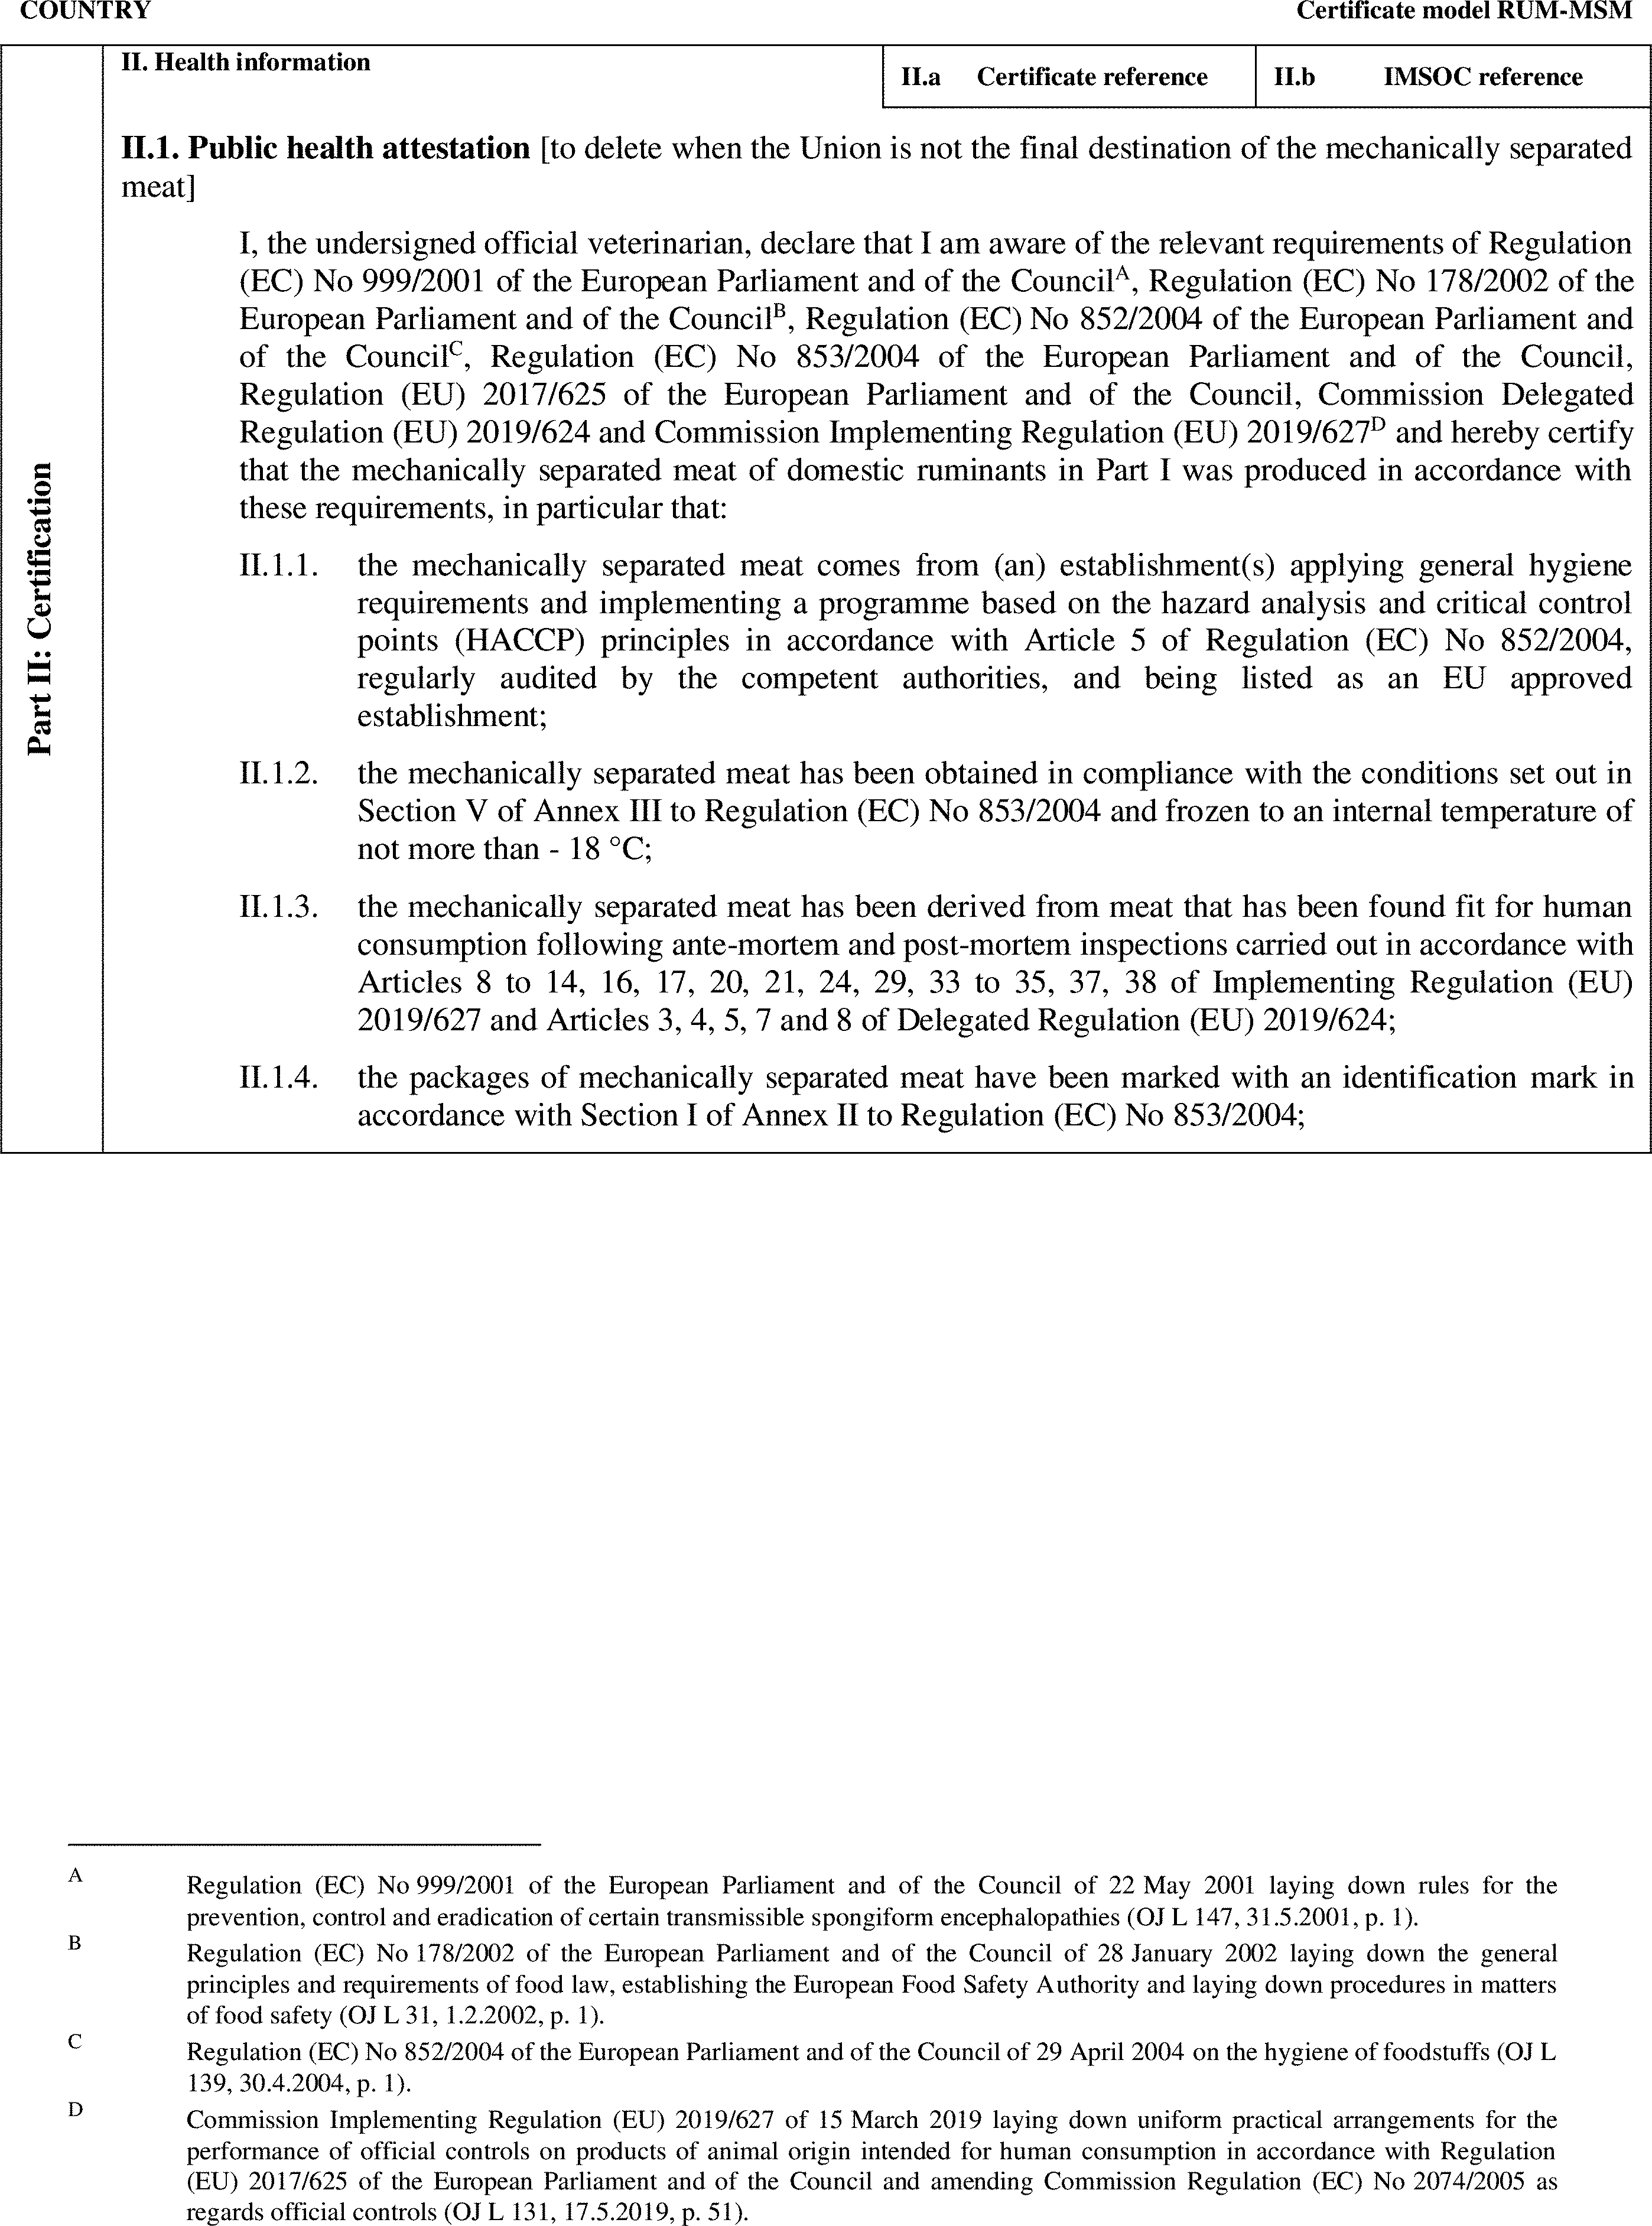 COUNTRY
Certificate model RUM-MSM
Part II: Certification
II. Health information
II.a Certificate reference
II.b IMSOC reference
II.1. Public health attestation [to delete when the Union is not the final destination of the mechanically separated
meat]
I, the undersigned official veterinarian, declare that I am aware of the relevant requirements of Regulation
(EC) No 999/2001 of the European Parliament and of the Council^A, Regulation (EC) No 178/2002 of the
European Parliament and of the Council^B, Regulation (EC) No 852/2004 of the European Parliament and
of the Council^C, Regulation (EC) No 853/2004 of the European Parliament and of the Council,
Regulation (EU) 2017/625 of the European Parliament and of the Council, Commission Delegated
Regulation (EU) 2019/624 and Commission Implementing Regulation (EU) 2019/627^D and hereby certify
that the mechanically separated meat of domestic ruminants in Part I was produced in accordance with
these requirements, in particular that:
II.1.1. the mechanically separated meat comes from (an) establishment(s) applying general hygiene
requirements and implementing a programme based on the hazard analysis and critical control
points (HACCP) principles in accordance with Article 5 of Regulation (EC) No 852/2004,
regularly audited by the competent authorities, and being listed as an EU approved
establishment;
II.1.2. the mechanically separated meat has been obtained in compliance with the conditions set out in
Section V of Annex III to Regulation (EC) No 853/2004 and frozen to an internal temperature of
not more than - 18 °C;
II.1.3. the mechanically separated meat has been derived from meat that has been found fit for human
consumption following ante-mortem and post-mortem inspections carried out in accordance with
Articles 8 to 14, 16, 17, 20, 21, 24, 29, 33 to 35, 37, 38 of Implementing Regulation (EU)
2019/627 and Articles 3, 4, 5, 7 and 8 of Delegated Regulation (EU) 2019/624;
II.1.4. the packages of mechanically separated meat have been marked with an identification mark in
accordance with Section I of Annex II to Regulation (EC) No 853/2004;
A Regulation (EC) No 999/2001 of the European Parliament and of the Council of 22 May 2001 laying down rules for the
prevention, control and eradication of certain transmissible spongiform encephalopathies (OJ L 147, 31.5.2001, p. 1).
B Regulation (EC) No 178/2002 of the European Parliament and of the Council of 28 January 2002 laying down the general
principles and requirements of food law, establishing the European Food Safety Authority and laying down procedures in matters
of food safety (OJ L 31, 1.2.2002, p. 1).
C Regulation (EC) No 852/2004 of the European Parliament and of the Council of 29 April 2004 on the hygiene of foodstuffs (OJ L
139, 30.4.2004, p. 1).
D Commission Implementing Regulation (EU) 2019/627 of 15 March 2019 laying down uniform practical arrangements for the
performance of official controls on products of animal origin intended for human consumption in accordance with Regulation
(EU) 2017/625 of the European Parliament and of the Council and amending Commission Regulation (EC) No 2074/2005 as
regards official controls (OJ L 131, 17.5.2019, p. 51).